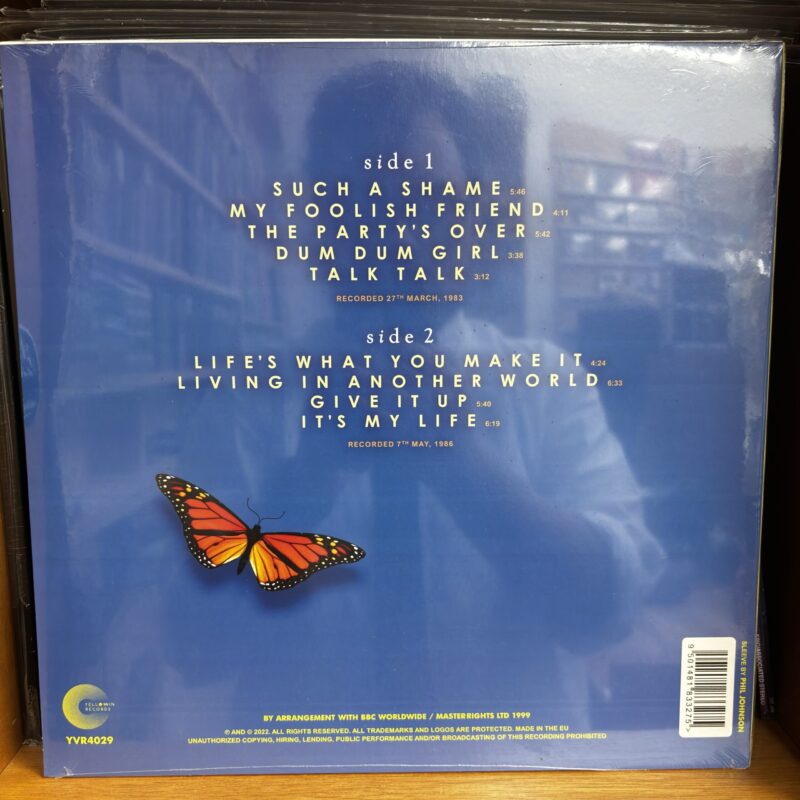 side 1
SUCH A SHAME 5:46
MY FOOLISH FRIEND 4:11
THE PARTY'S OVER 5:42
DUM DUM GIRL 3:38
TALK TALK 3:12
RECORDED 27TH MARCH, 1983
side 2
LIFE'S WHAT YOU MAKE IT 4:24
LIVING IN ANOTHER WORLD 6:33
GIVE IT UP 5:40
IT'S MY LIFE 6:19
RECORDED 7TH MAY, 1986
YELLOWIN
RECORDS
YVR4029
BY ARRANGEMENT WITH BBC WORLDWIDE / MASTERRIGHTS LTD 1999
℗ AND © 2022. ALL RIGHTS RESERVED. ALL TRADEMARKS AND LOGOS ARE PROTECTED. MADE IN THE EU
UNAUTHORIZED COPYING, HIRING, LENDING, PUBLIC PERFORMANCE AND/OR BROADCASTING OF THIS RECORDING PROHIBITED
9 501481 833275 >
SLEEVE BY PHIL JOHNSON